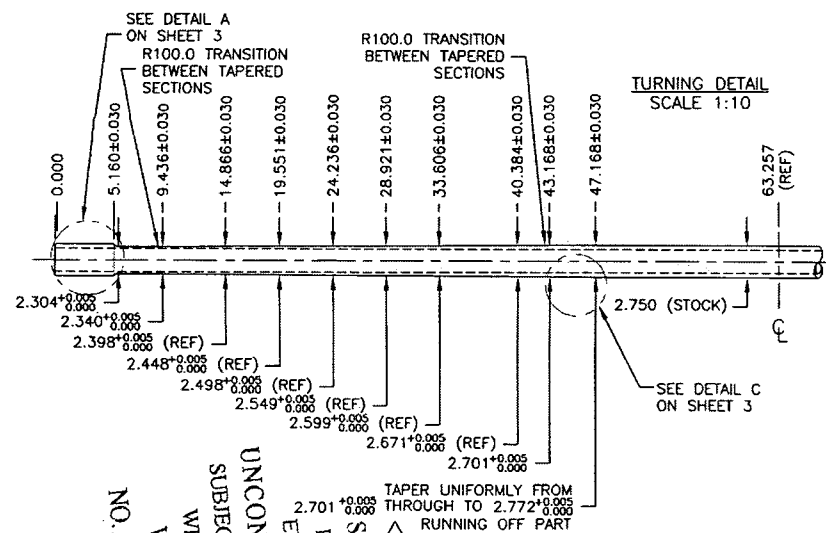 SEE DETAIL A
ON SHEET 3
R100.0 TRANSITION
BETWEEN TAPERED
SECTIONS
R100.0 TRANSITION
BETWEEN TAPERED
SECTIONS
TURNING DETAIL
SCALE 1:10
0.000
5.160±0.030
9.436±0.030
14.866±0.030
19.551±0.030
24.236±0.030
28.921±0.030
33.606±0.030
40.384±0.030
43.168±0.030
47.168±0.030
63.257
(REF)
2.304+0.005 0.000
2.340+0.005 0.000
2.398+0.005 0.000 (REF)
2.448+0.005 0.000 (REF)
2.498+0.005 0.000 (REF)
2.549+0.005 0.000 (REF)
2.599+0.005 0.000 (REF)
2.671+0.005 0.000 (REF)
2.701+0.005 0.000
2.750 (STOCK)
℄
SEE DETAIL C
ON SHEET 3
TAPER UNIFORMLY FROM
2.701 +0.005 0.000 THROUGH TO 2.772+0.005 0.000
RUNNING OFF PART
NO.
SUBJEC
UNCON